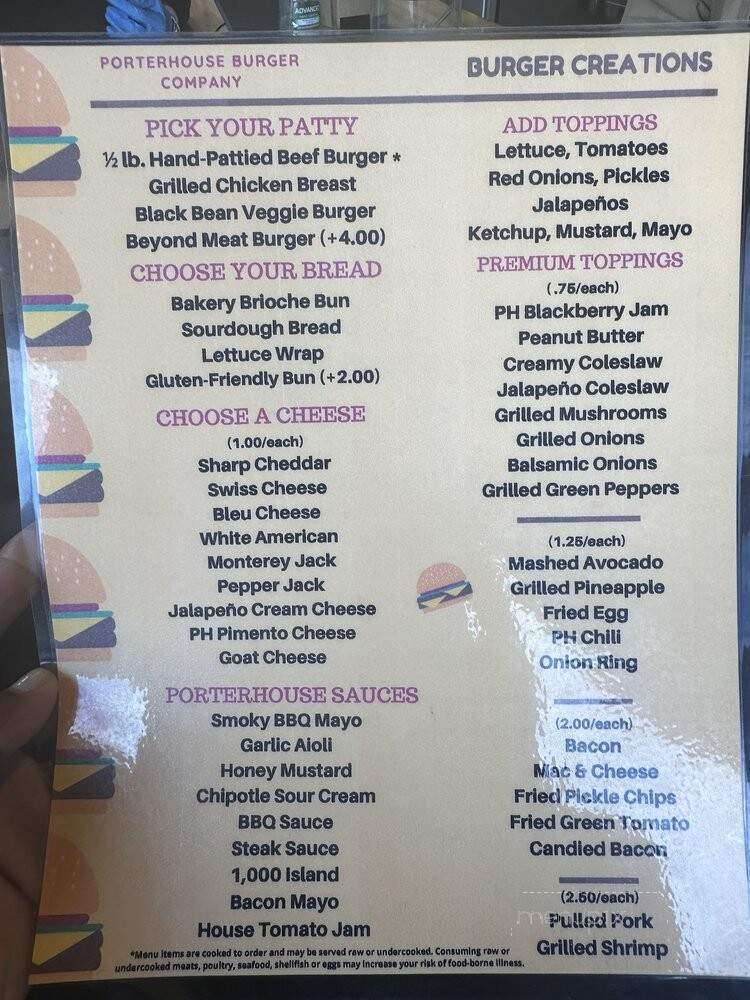 ADVANCED
PORTERHOUSE BURGER
COMPANY
BURGER CREATIONS
PICK YOUR PATTY
½ lb. Hand-Pattied Beef Burger *
Grilled Chicken Breast
Black Bean Veggie Burger
Beyond Meat Burger (+4.00)
CHOOSE YOUR BREAD
Bakery Brioche Bun
Sourdough Bread
Lettuce Wrap
Gluten-Friendly Bun (+2.00)
CHOOSE A CHEESE
(1.00/each)
Sharp Cheddar
Swiss Cheese
Bleu Cheese
White American
Monterey Jack
Pepper Jack
Jalapeño Cream Cheese
PH Pimento Cheese
Goat Cheese
PORTERHOUSE SAUCES
Smoky BBQ Mayo
Garlic Aioli
Honey Mustard
Chipotle Sour Cream
BBQ Sauce
Steak Sauce
1,000 Island
Bacon Mayo
House Tomato Jam
ADD TOPPINGS
Lettuce, Tomatoes
Red Onions, Pickles
Jalapeños
Ketchup, Mustard, Mayo
PREMIUM TOPPINGS
(.75/each)
PH Blackberry Jam
Peanut Butter
Creamy Coleslaw
Jalapeño Coleslaw
Grilled Mushrooms
Grilled Onions
Balsamic Onions
Grilled Green Peppers
(1.25/each)
Mashed Avocado
Grilled Pineapple
Fried Egg
PH Chili
Onion Ring
(2.00/each)
Bacon
Mac & Cheese
Fried Pickle Chips
Fried Green Tomato
Candied Bacon
(2.50/each)
Pulled Pork
Grilled Shrimp
*Menu items are cooked to order and may be served raw or undercooked. Consuming raw or
undercooked meats, poultry, seafood, shellfish or eggs may increase your risk of food-borne illness.